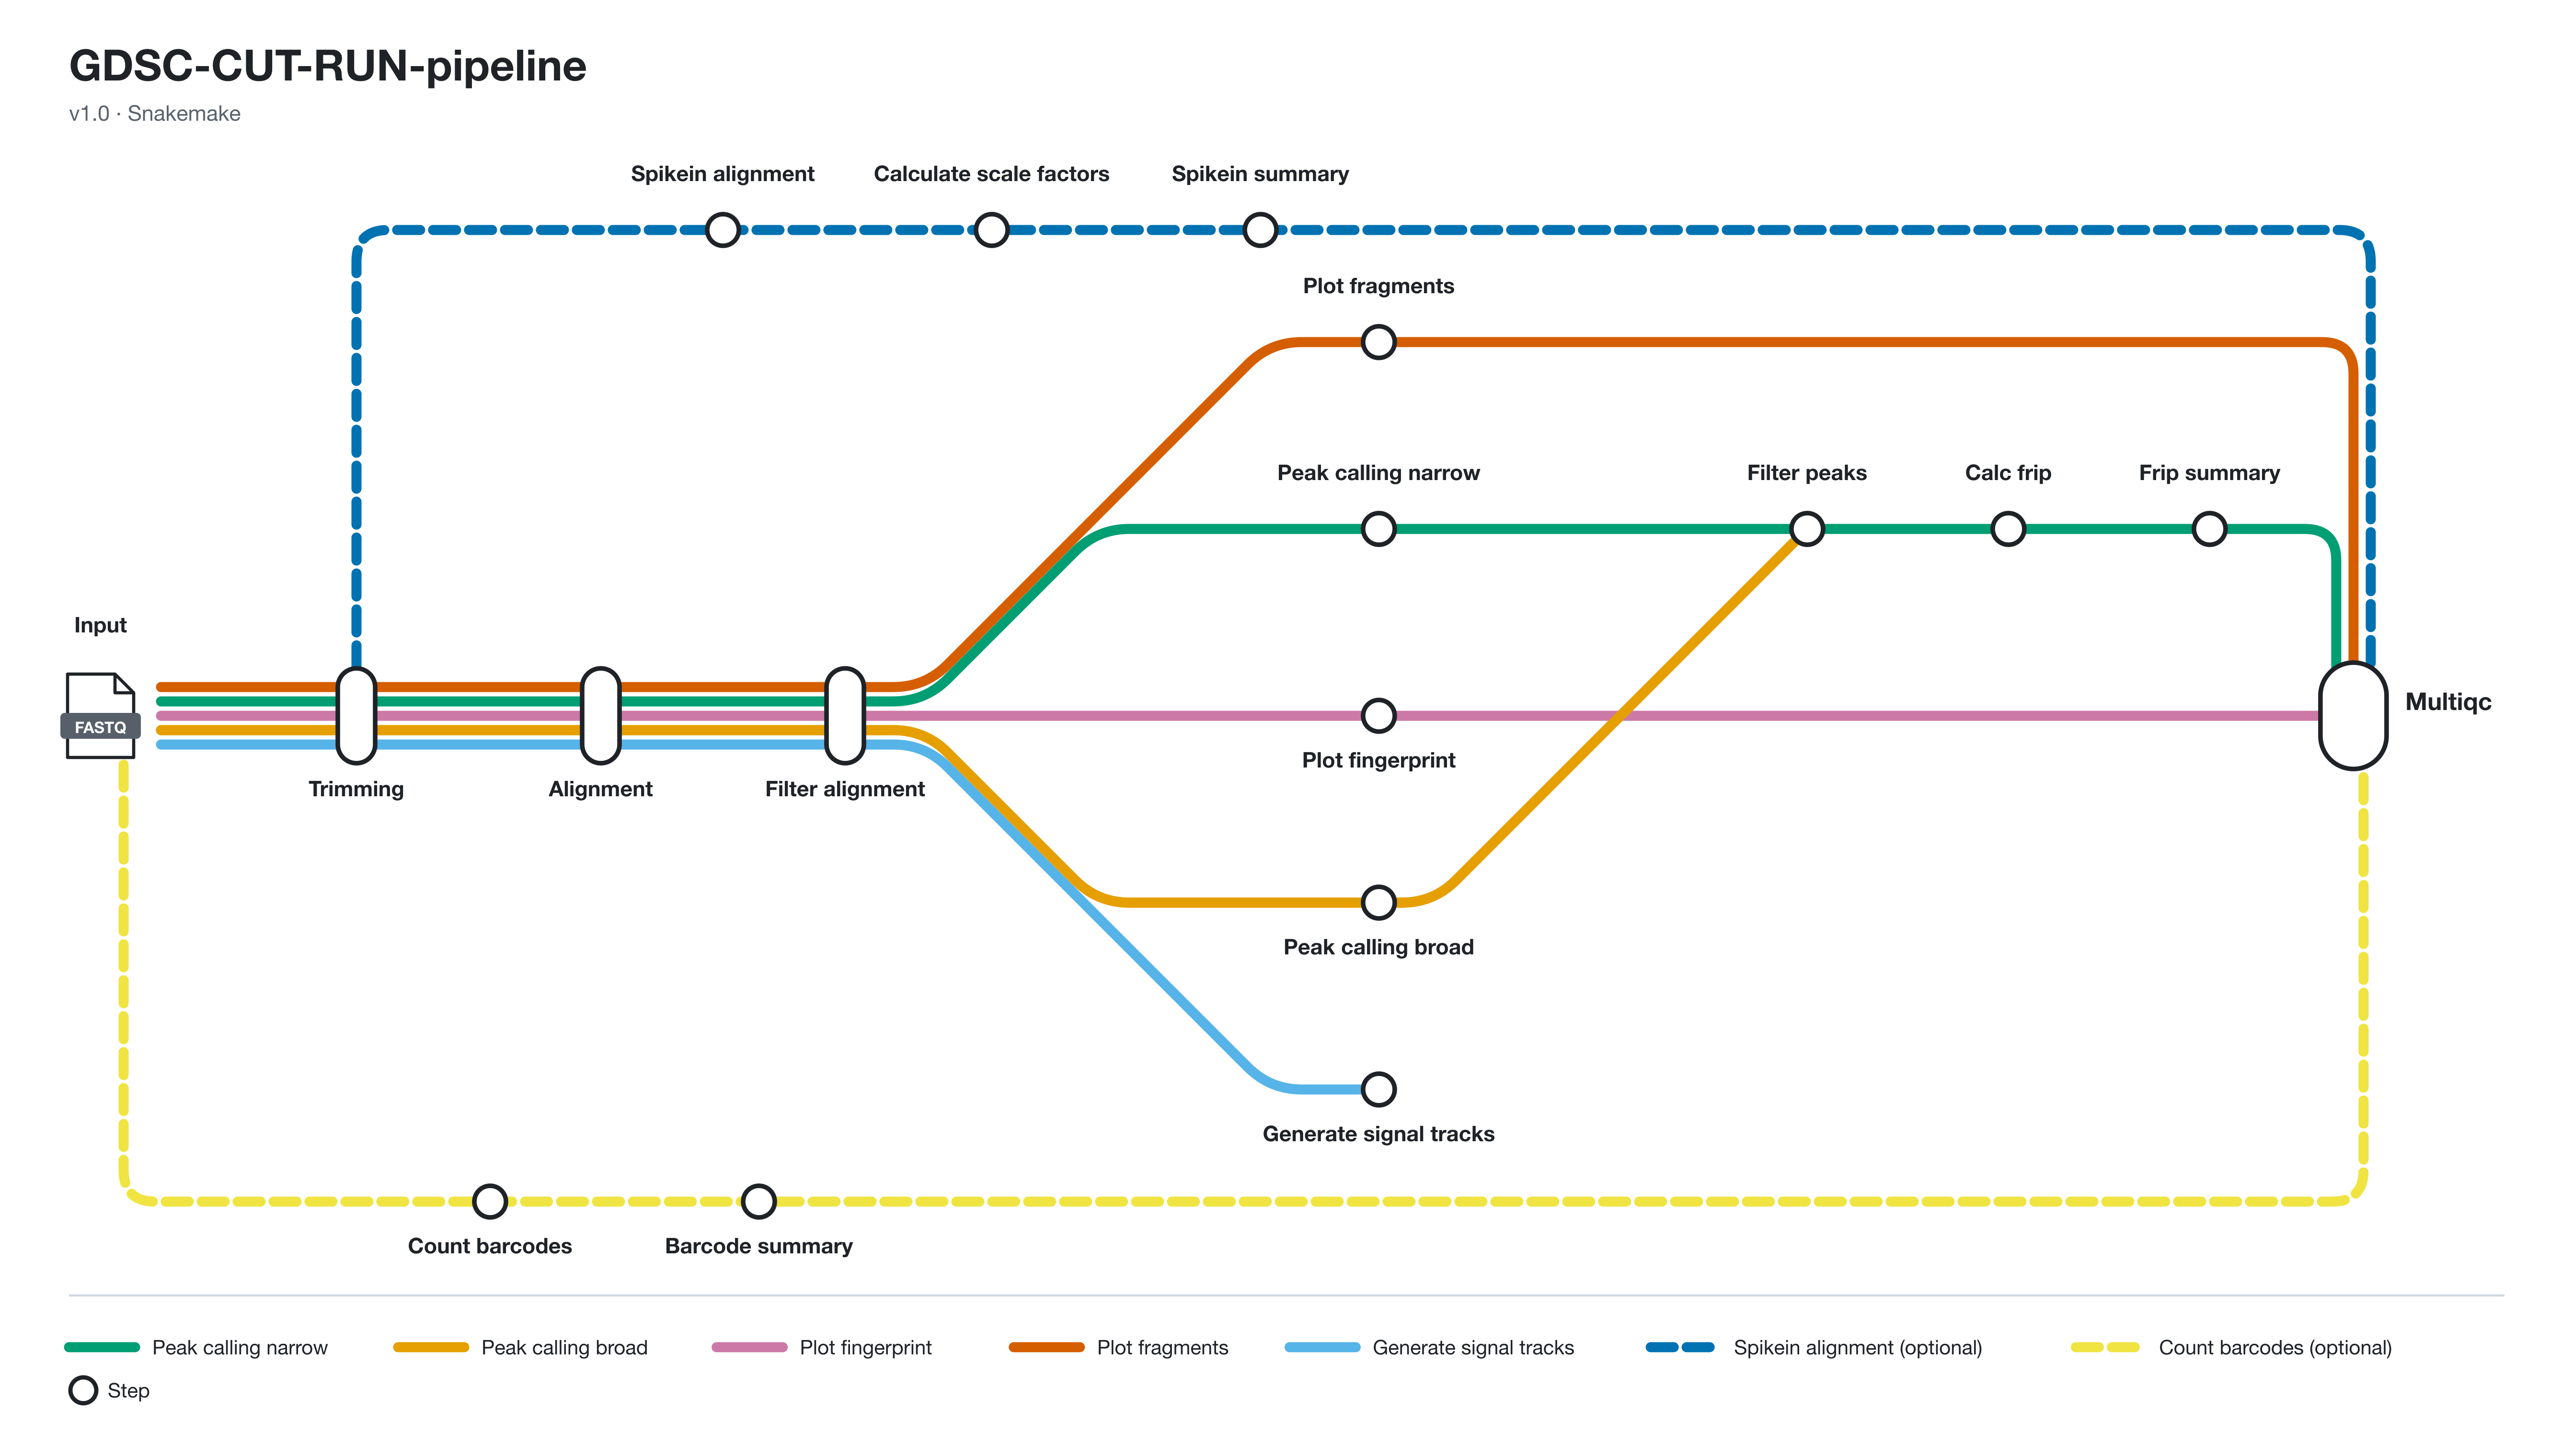 GDSC-CUT-RUN-pipeline
v1.0 · Snakemake
Spikein alignment
Calculate scale factors
Spikein summary
Plot fragments
Peak calling narrow
Filter peaks
Calc frip
Frip summary
Input
FASTQ
Multiqc
Trimming
Alignment
Filter alignment
Plot fingerprint
Peak calling broad
Generate signal tracks
Count barcodes
Barcode summary
Peak calling narrow
Peak calling broad
Plot fingerprint
Plot fragments
Generate signal tracks
Spikein alignment (optional)
Count barcodes (optional)
Step